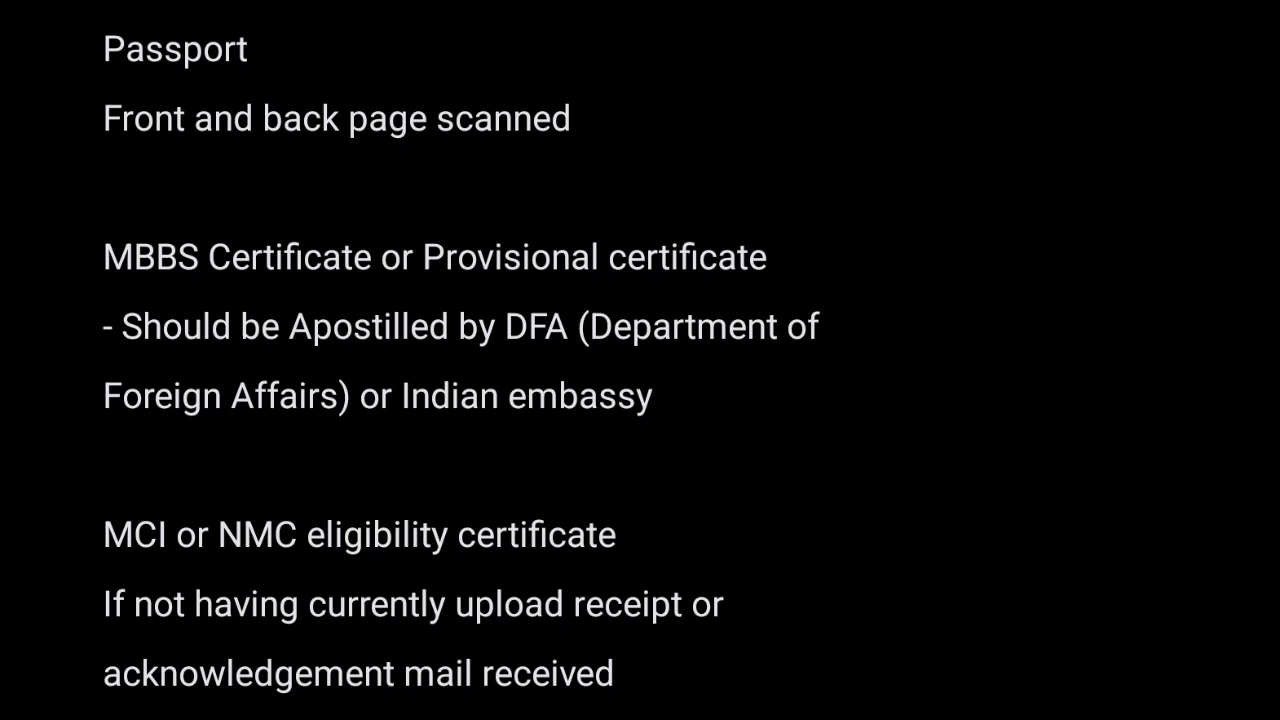 Passport
Front and back page scanned
MBBS Certificate or Provisional certificate
- Should be Apostilled by DFA (Department of
Foreign Affairs) or Indian embassy
MCI or NMC eligibility certificate
If not having currently upload receipt or
acknowledgement mail received